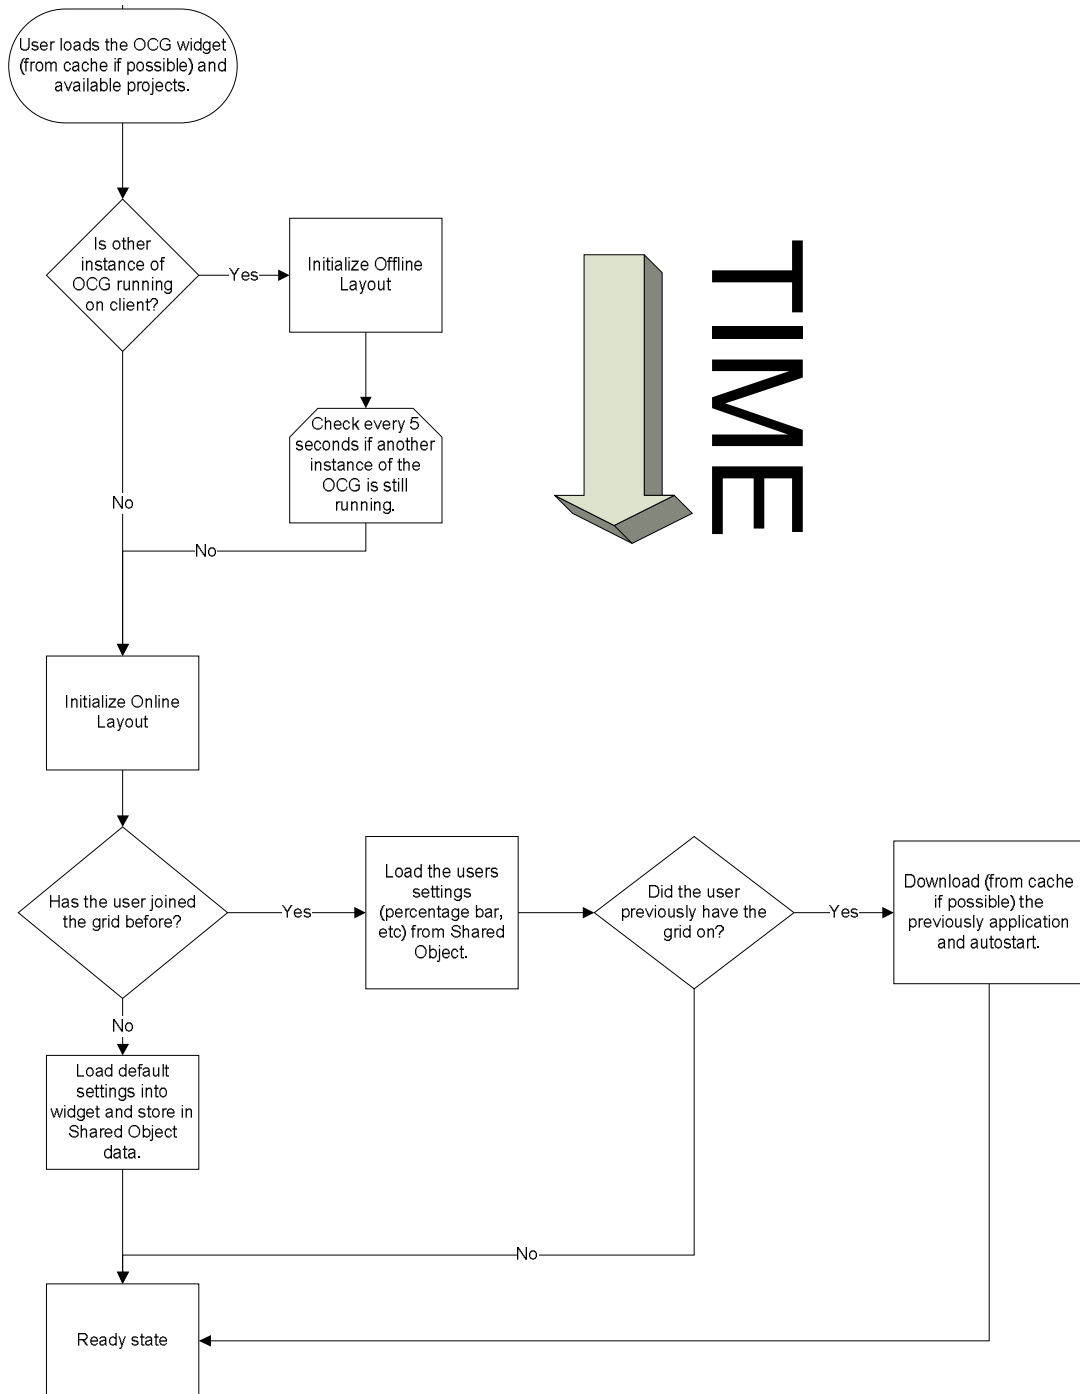 User loads the OCG widget
(from cache if possible) and
available projects.
Is other
instance of
OCG running
on client?
Yes
Initialize Offline
Layout
TIME
Check every 5
seconds if another
instance of the
OCG is still
running.
No
No
Initialize Online
Layout
Has the user joined
the grid before?
Yes
Load the users
settings
(percentage bar,
etc) from Shared
Object.
Did the user
previously have the
grid on?
Yes
Download (from cache
if possible) the
previously application
and autostart.
No
Load default
settings into
widget and store in
Shared Object
data.
No
Ready state